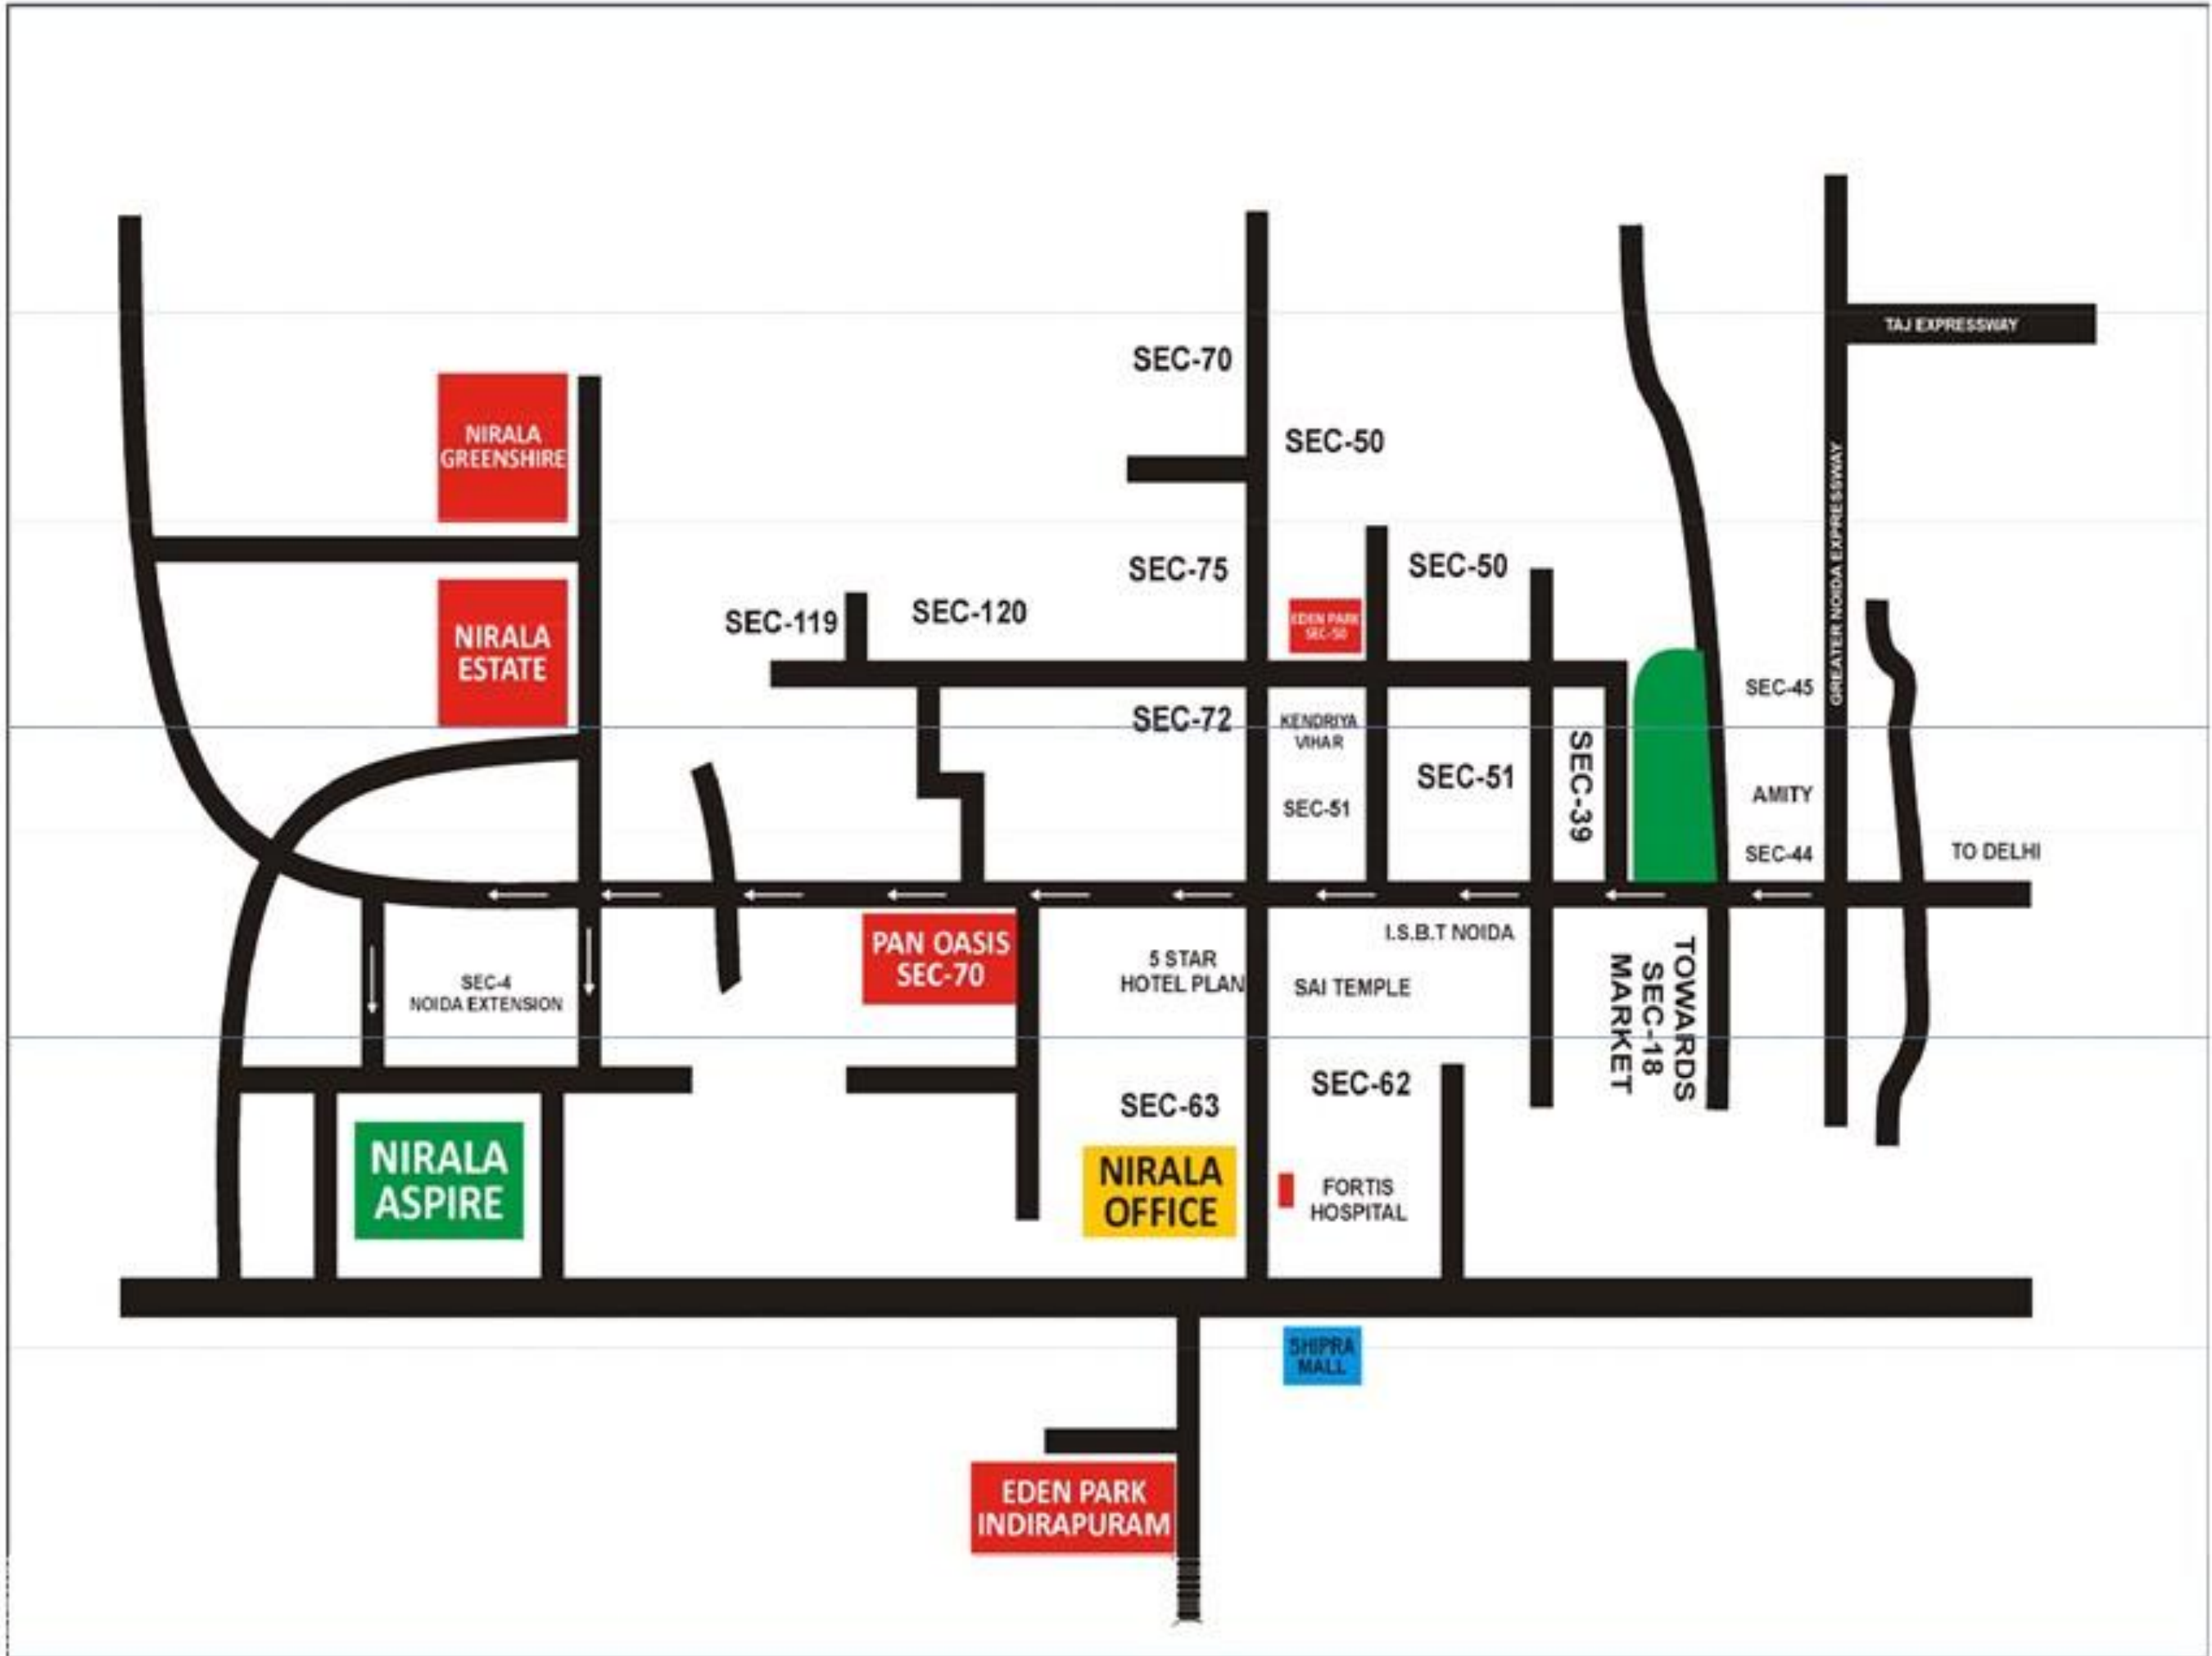 TAJ EXPRESSWAY
SEC-70
NIRALA
GREENSHIRE
SEC-50
GREATER NOIDA EXPRESSWAY
SEC-75
SEC-50
SEC-119
SEC-120
EDEN PARK
SEC-50
NIRALA
ESTATE
SEC-45
SEC-72
KENDRIYA
VIHAR
SEC-51
SEC-39
SEC-51
AMITY
SEC-44
TO DELHI
PAN OASIS
SEC-70
I.S.B.T NOIDA
5 STAR
HOTEL PLAN
SAI TEMPLE
TOWARDS
SEC-18
MARKET
SEC-4
NOIDA EXTENSION
SEC-62
SEC-63
NIRALA
ASPIRE
NIRALA
OFFICE
FORTIS
HOSPITAL
SHIPRA
MALL
EDEN PARK
INDIRAPURAM